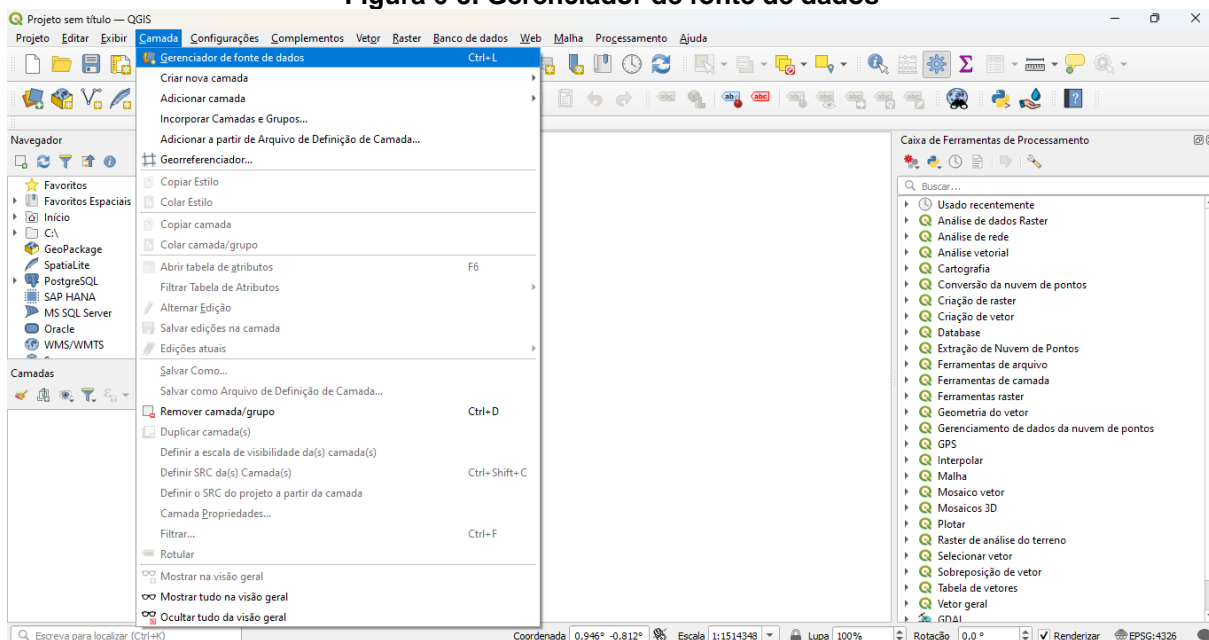 Projeto sem título — QGIS
Projeto Editar Exibir Camada Configurações Complementos Vetor Raster Banco de dados Web Malha Processamento Ajuda
Gerenciador de fonte de dados Ctrl+L
Criar nova camada
Adicionar camada
Incorporar Camadas e Grupos...
Adicionar a partir de Arquivo de Definição de Camada...
Georreferenciador...
Copiar Estilo
Colar Estilo
Copiar camada
Colar camada/grupo
Abrir tabela de atributos F6
Filtrar Tabela de Atributos
Alternar Edição
Salvar edições na camada
Edições atuais
Salvar Como...
Salvar como Arquivo de Definição de Camada...
Remover camada/grupo Ctrl+D
Duplicar camada(s)
Definir a escala de visibilidade da(s) camada(s)
Definir SRC da(s) Camada(s) Ctrl+Shift+C
Definir o SRC do projeto a partir da camada
Camada Propriedades...
Filtrar... Ctrl+F
Rotular
Mostrar na visão geral
Mostrar tudo na visão geral
Ocultar tudo da visão geral
Navegador
Favoritos
Favoritos Espaciais
Início
C:\
GeoPackage
SpatiaLite
PostgreSQL
SAP HANA
MS SQL Server
Oracle
WMS/WMTS
Camadas
Caixa de Ferramentas de Processamento
Buscar...
Usado recentemente
Análise de dados Raster
Análise de rede
Análise vetorial
Cartografia
Conversão da nuvem de pontos
Criação de raster
Criação de vetor
Database
Extração de Nuvem de Pontos
Ferramentas de arquivo
Ferramentas de camada
Ferramentas raster
Geometria do vetor
Gerenciamento de dados da nuvem de pontos
GPS
Interpolar
Malha
Mosaico vetor
Mosaicos 3D
Plotar
Raster de análise do terreno
Selecionar vetor
Sobreposição de vetor
Tabela de vetores
Vetor geral
GDAL
Escreva para localizar (Ctrl+K) Coordenada 0.946° -0.812° Escala 1:1514348 Lupa 100% Rotação 0,0 ° Renderizar EPSG:4326